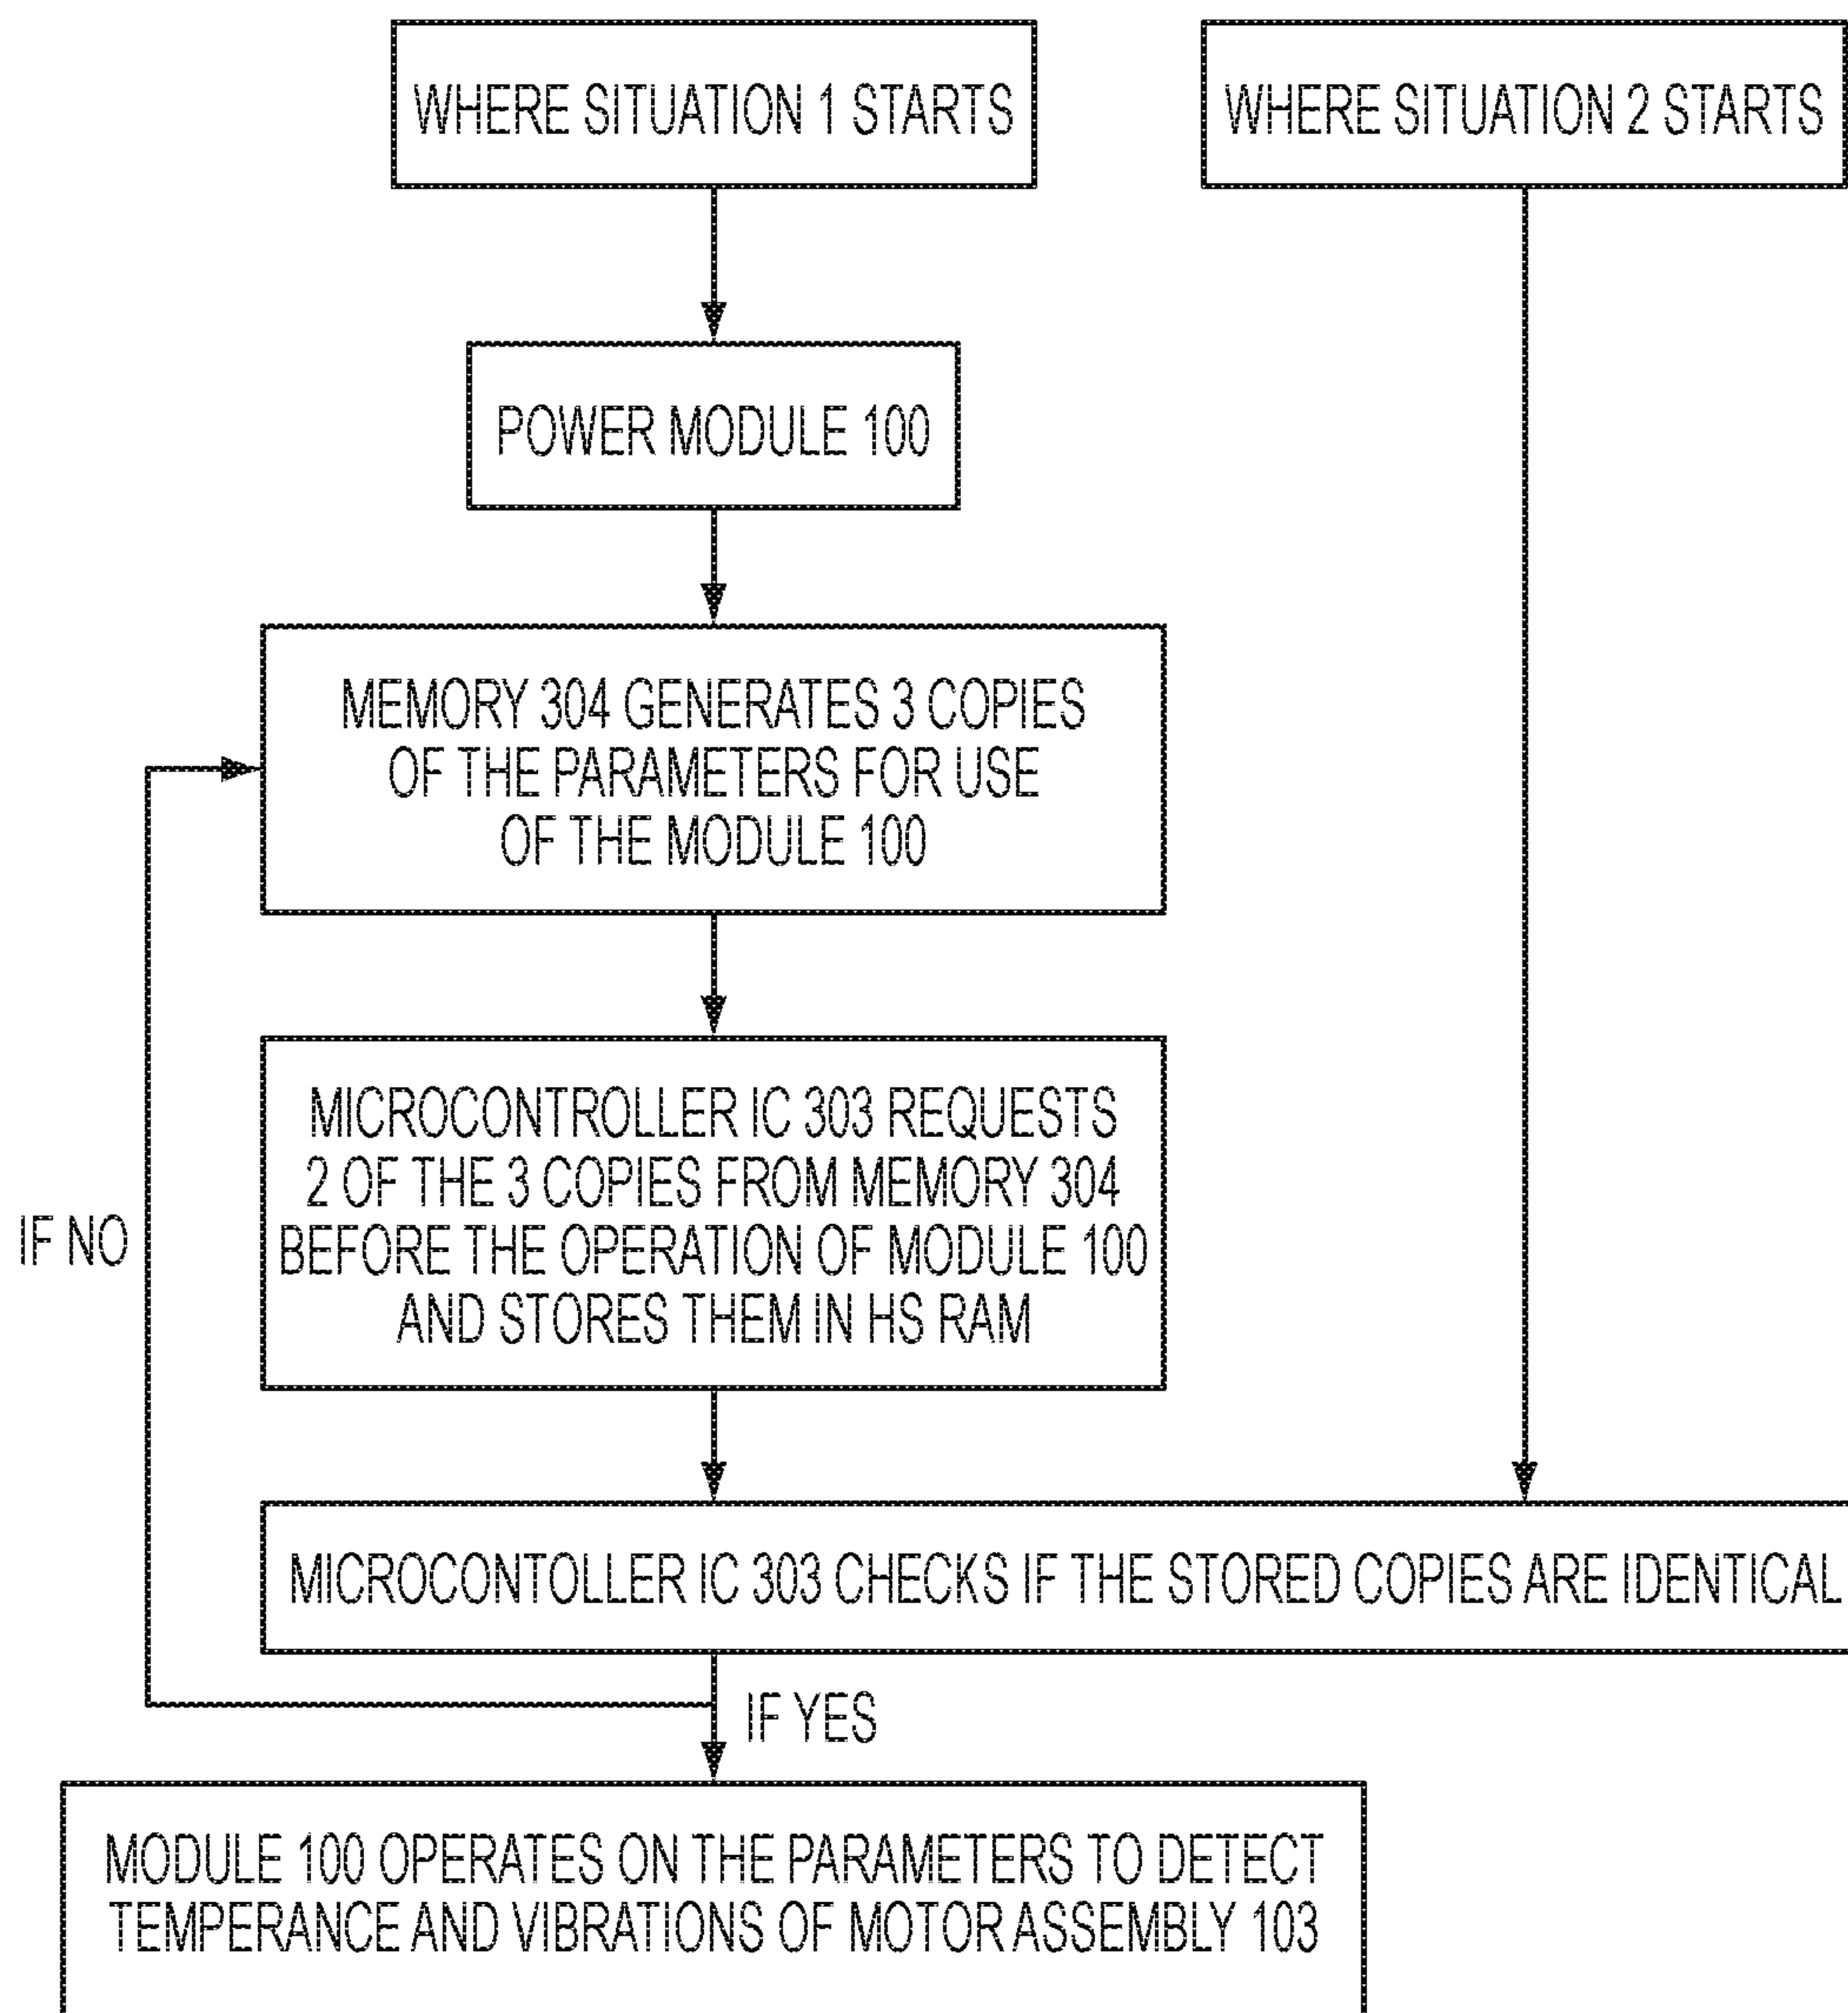 WHERE SITUATION 1 STARTS
WHERE SITUATION 2 STARTS
POWER MODULE 100
MEMORY 304 GENERATES 3 COPIES
OF THE PARAMETERS FOR USE
OF THE MODULE 100
MICROCONTROLLER IC 303 REQUESTS
2 OF THE 3 COPIES FROM MEMORY 304
BEFORE THE OPERATION OF MODULE 100
AND STORES THEM IN HS RAM
IF NO
MICROCONTOLLER IC 303 CHECKS IF THE STORED COPIES ARE IDENTICAL
IF YES
MODULE 100 OPERATES ON THE PARAMETERS TO DETECT
TEMPERANCE AND VIBRATIONS OF MOTOR ASSEMBLY 103